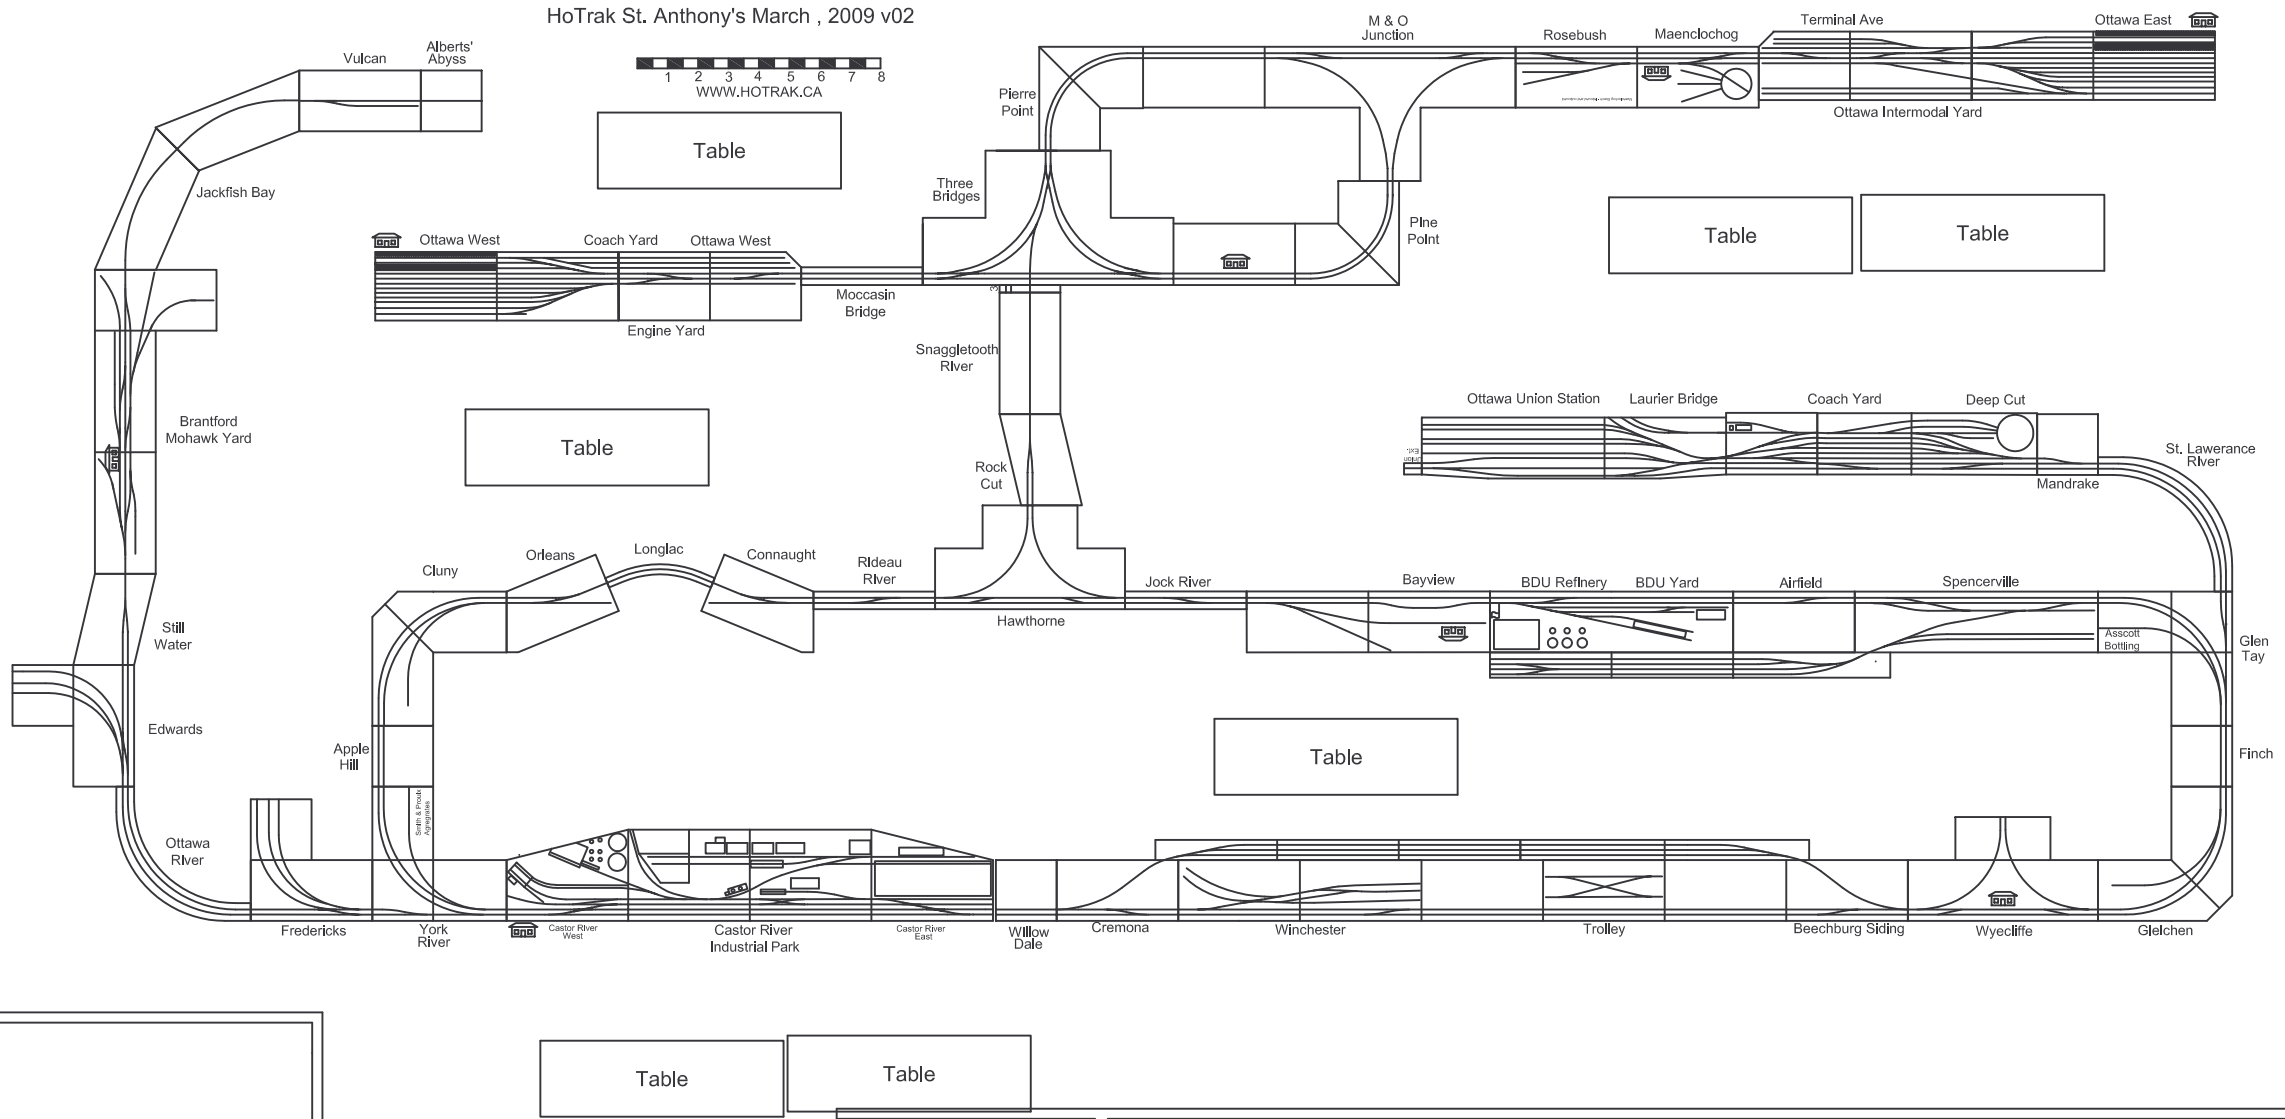 HoTrak St. Anthony's March , 2009 v02
1 2 3 4 5 6 7 8
WWW.HOTRAK.CA
Vulcan
Alberts'
Abyss
Jackfish Bay
Table
M & O
Junction
Rosebush
Maenclochog
Terminal Ave
Ottawa East
Ottawa Intermodal Yard
Pierre
Point
Three
Bridges
Pine
Point
Table
Table
Ottawa West
Coach Yard
Ottawa West
Engine Yard
Moccasin
Bridge
3
Snaggletooth
River
Rock
Cut
Table
Brantford
Mohawk Yard
Ottawa Union Station
Laurier Bridge
Coach Yard
Deep Cut
Union
Ext.
Mandrake
St. Lawerance
River
Still
Water
Edwards
Ottawa
River
Cluny
Orleans
Longlac
Connaught
Rideau
River
Hawthorne
Jock River
Bayview
BDU Refinery
BDU Yard
Airfield
Spencerville
Asscott
Bottling
Glen
Tay
Finch
Table
Apple
Hill
Smith & Proulx
Agregrates
Fredericks
York
River
Castor River
West
Castor River
Industrial Park
Castor River
East
Willow
Dale
Cremona
Winchester
Trolley
Beechburg Siding
Wyecliffe
Gleichen
Table
Table